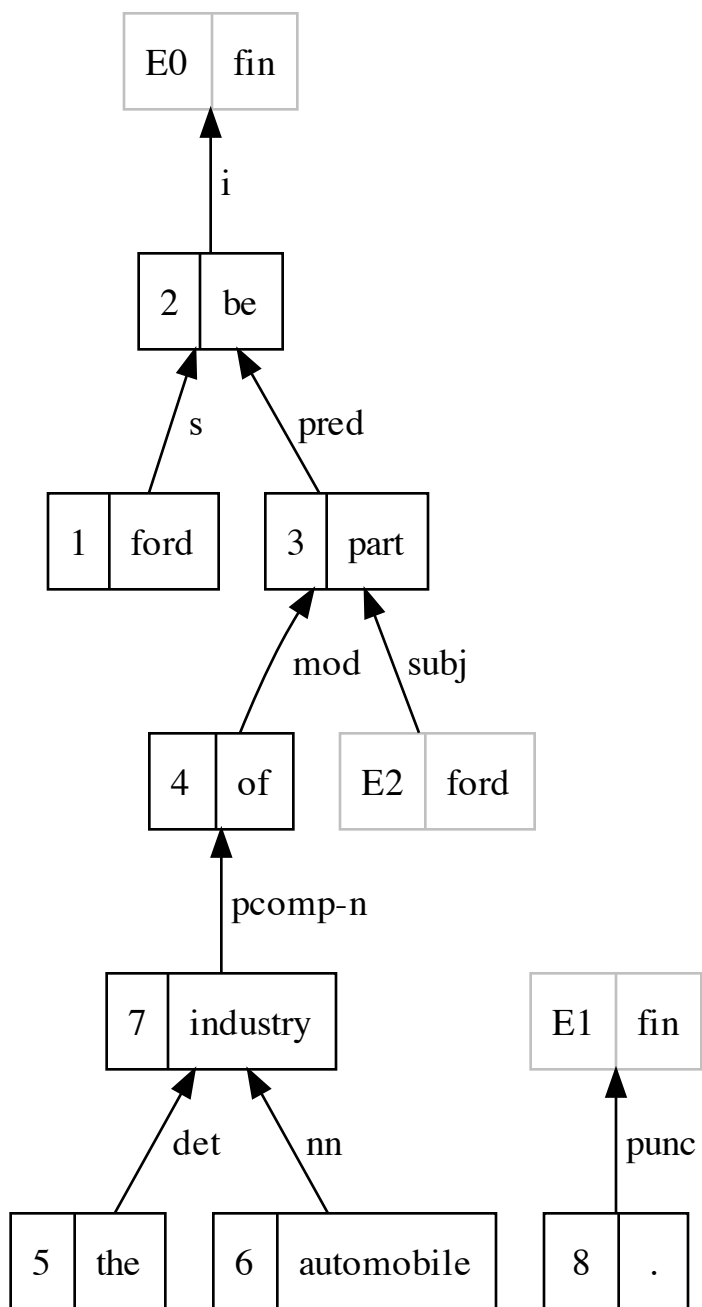 E0 fin
i
2 be
s pred
1 ford 3 part
mod subj
4 of E2 ford
pcomp-n
7 industry E1 fin
det nn punc
5 the 6 automobile 8 .